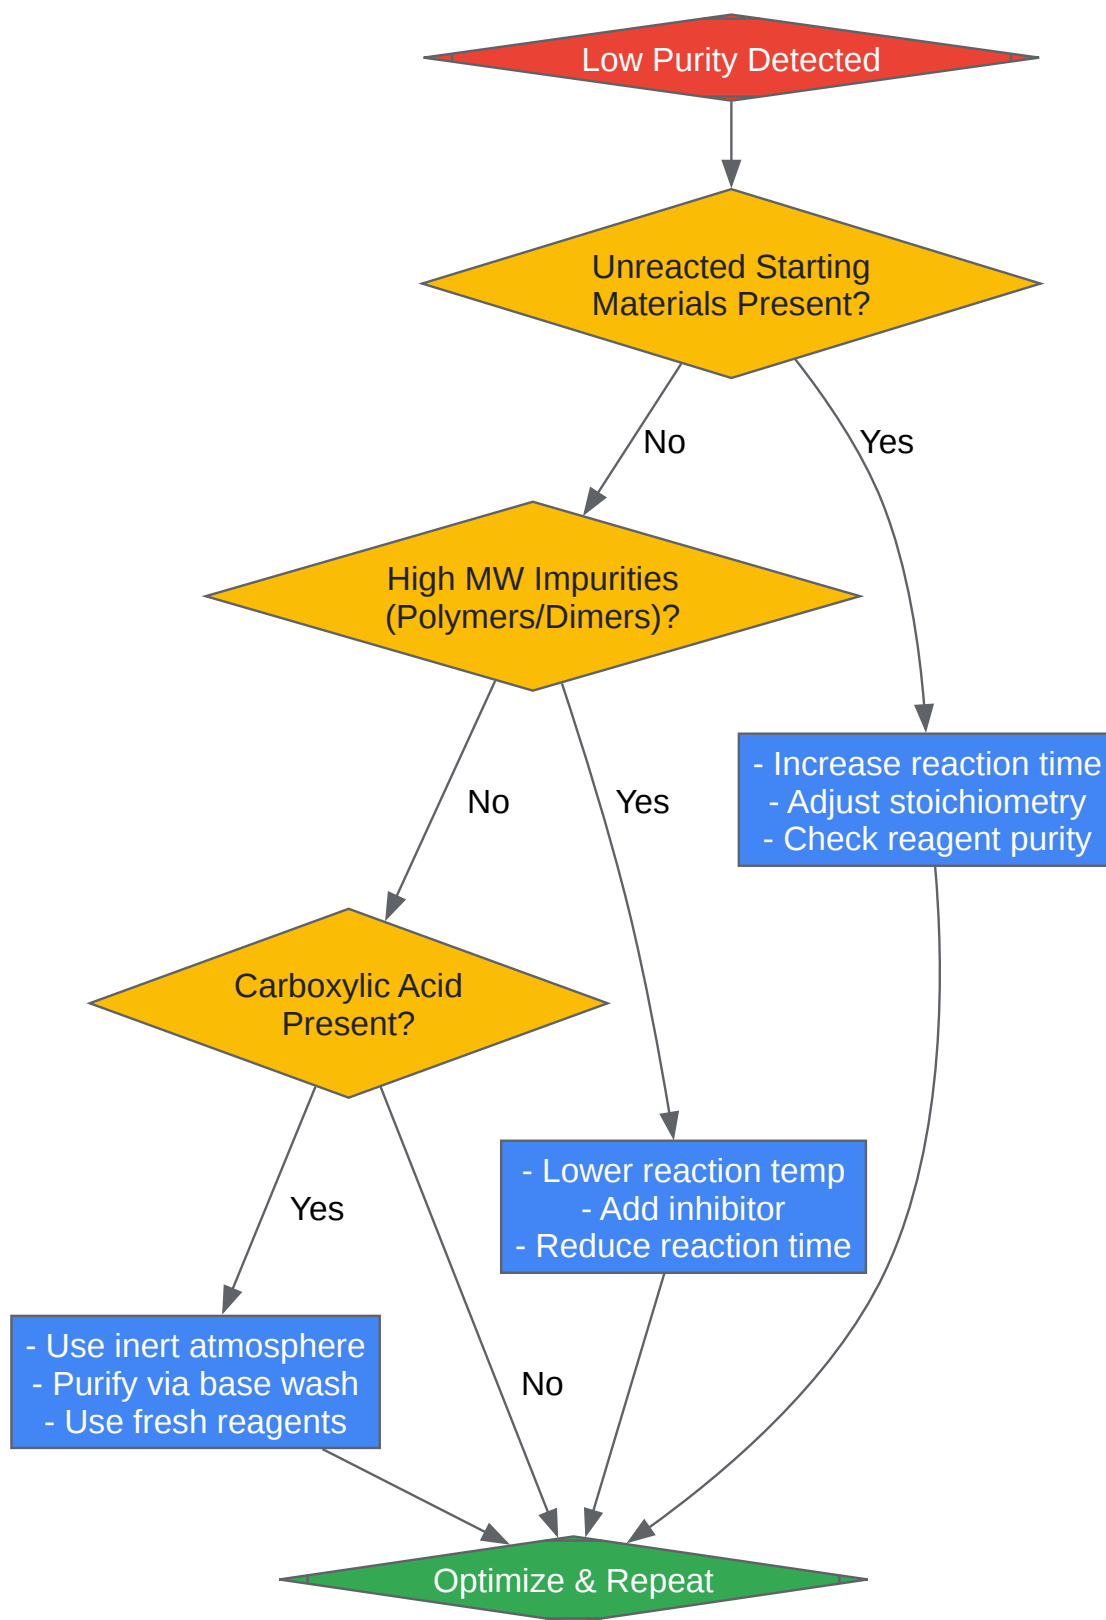 Low Purity Detected
Unreacted Starting
Materials Present?
No
Yes
High MW Impurities
(Polymers/Dimers)?
- Increase reaction time
- Adjust stoichiometry
- Check reagent purity
No
Yes
Carboxylic Acid
Present?
- Lower reaction temp
- Add inhibitor
- Reduce reaction time
Yes
No
- Use inert atmosphere
- Purify via base wash
- Use fresh reagents
Optimize & Repeat